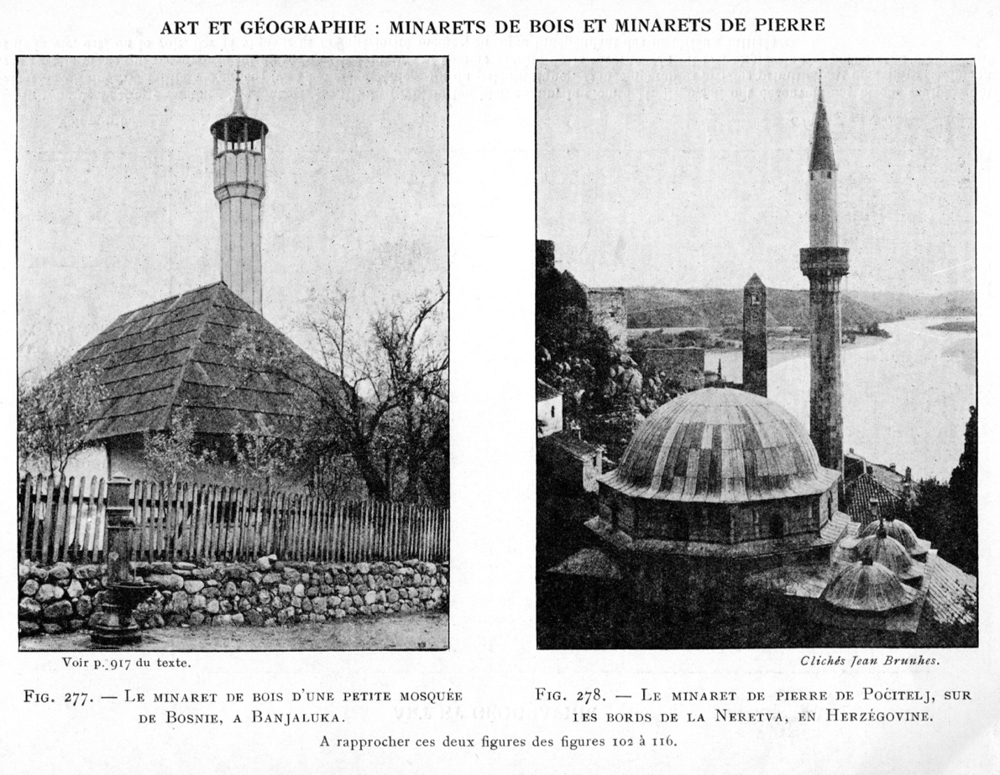 ART ET GÉOGRAPHIE : MINARETS DE BOIS ET MINARETS DE PIERRE
Voir p. 917 du texte.
Clichés Jean Brunhes.
FIG. 277. — LE MINARET DE BOIS D'UNE PETITE MOSQUÉE
DE BOSNIE, A BANJALUKA.
FIG. 278. — LE MINARET DE PIERRE DE POČITELJ, SUR
LES BORDS DE LA NERETVA, EN HERZÉGOVINE.
A rapprocher ces deux figures des figures 102 à 116.